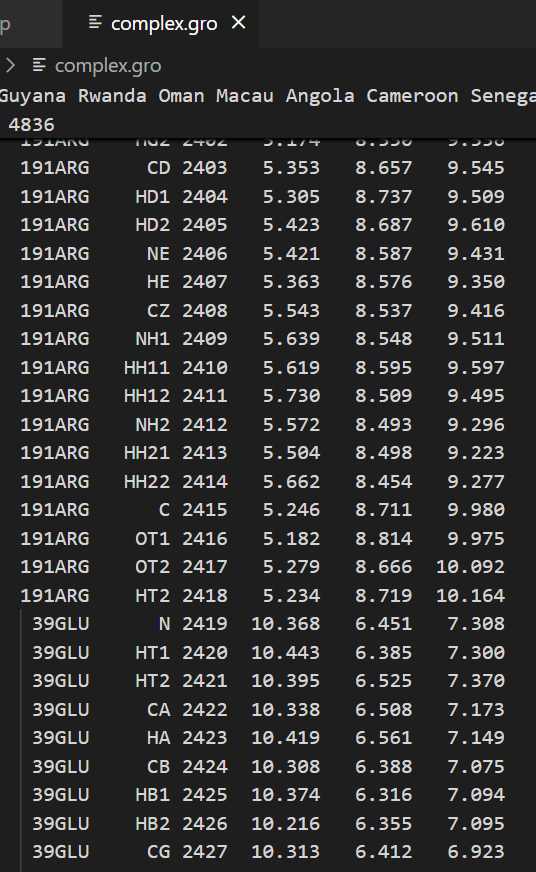 p
complex.gro ×
> complex.gro
Guyana Rwanda Oman Macau Angola Cameroon Senega
4836
191ARG HG2 2402 5.174 8.550 9.556
191ARG CD 2403 5.353 8.657 9.545
191ARG HD1 2404 5.305 8.737 9.509
191ARG HD2 2405 5.423 8.687 9.610
191ARG NE 2406 5.421 8.587 9.431
191ARG HE 2407 5.363 8.576 9.350
191ARG CZ 2408 5.543 8.537 9.416
191ARG NH1 2409 5.639 8.548 9.511
191ARG HH11 2410 5.619 8.595 9.597
191ARG HH12 2411 5.730 8.509 9.495
191ARG NH2 2412 5.572 8.493 9.296
191ARG HH21 2413 5.504 8.498 9.223
191ARG HH22 2414 5.662 8.454 9.277
191ARG C 2415 5.246 8.711 9.980
191ARG OT1 2416 5.182 8.814 9.975
191ARG OT2 2417 5.279 8.666 10.092
191ARG HT2 2418 5.234 8.719 10.164
39GLU N 2419 10.368 6.451 7.308
39GLU HT1 2420 10.443 6.385 7.300
39GLU HT2 2421 10.395 6.525 7.370
39GLU CA 2422 10.338 6.508 7.173
39GLU HA 2423 10.419 6.561 7.149
39GLU CB 2424 10.308 6.388 7.075
39GLU HB1 2425 10.374 6.316 7.094
39GLU HB2 2426 10.216 6.355 7.095
39GLU CG 2427 10.313 6.412 6.923